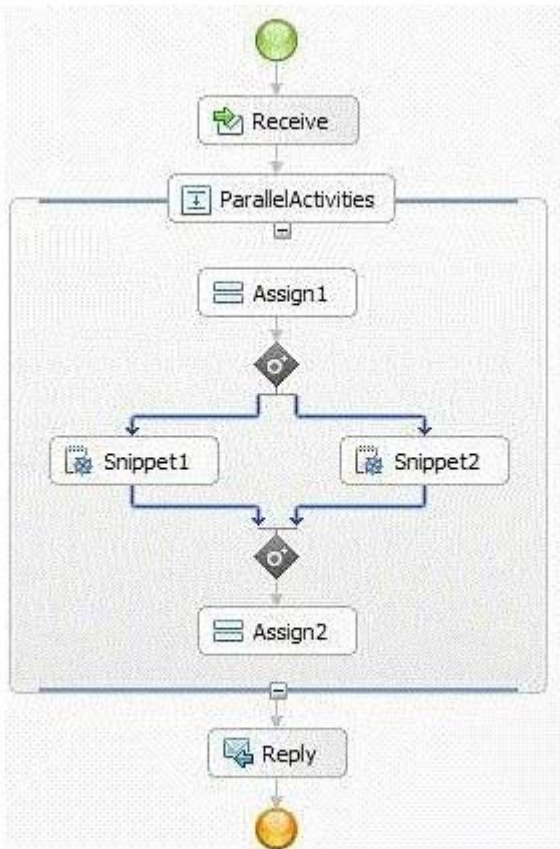 Receive
ParallelActivities
Assign1
Snippet1
Snippet2
Assign2
Reply